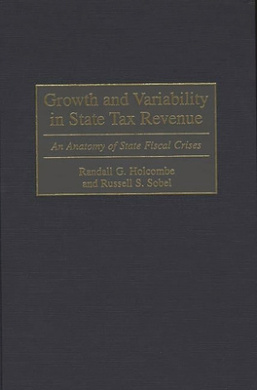 Growth and Variability
in State Tax Revenue
An Anatomy of State Fiscal Crises
Randall G. Holcombe
and Russell S. Sobel